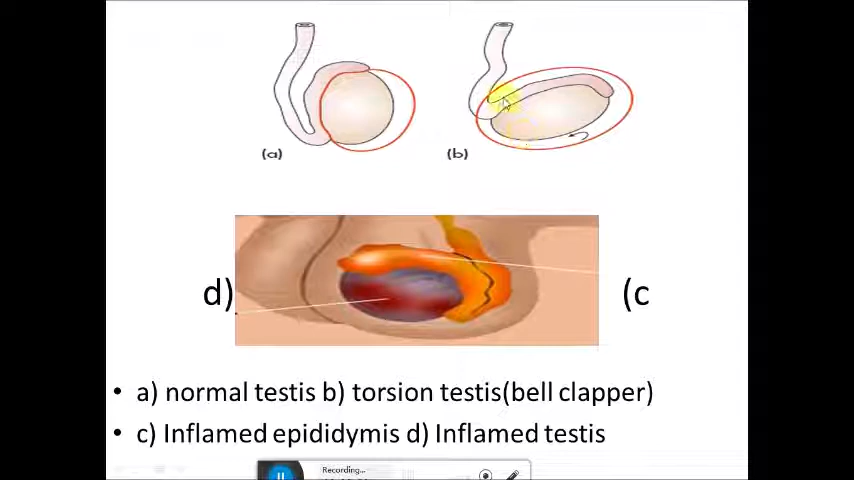 (a) (b)
d) (c
• a) normal testis b) torsion testis(bell clapper)
• c) Inflamed epididymis d) Inflamed testis
Recording...